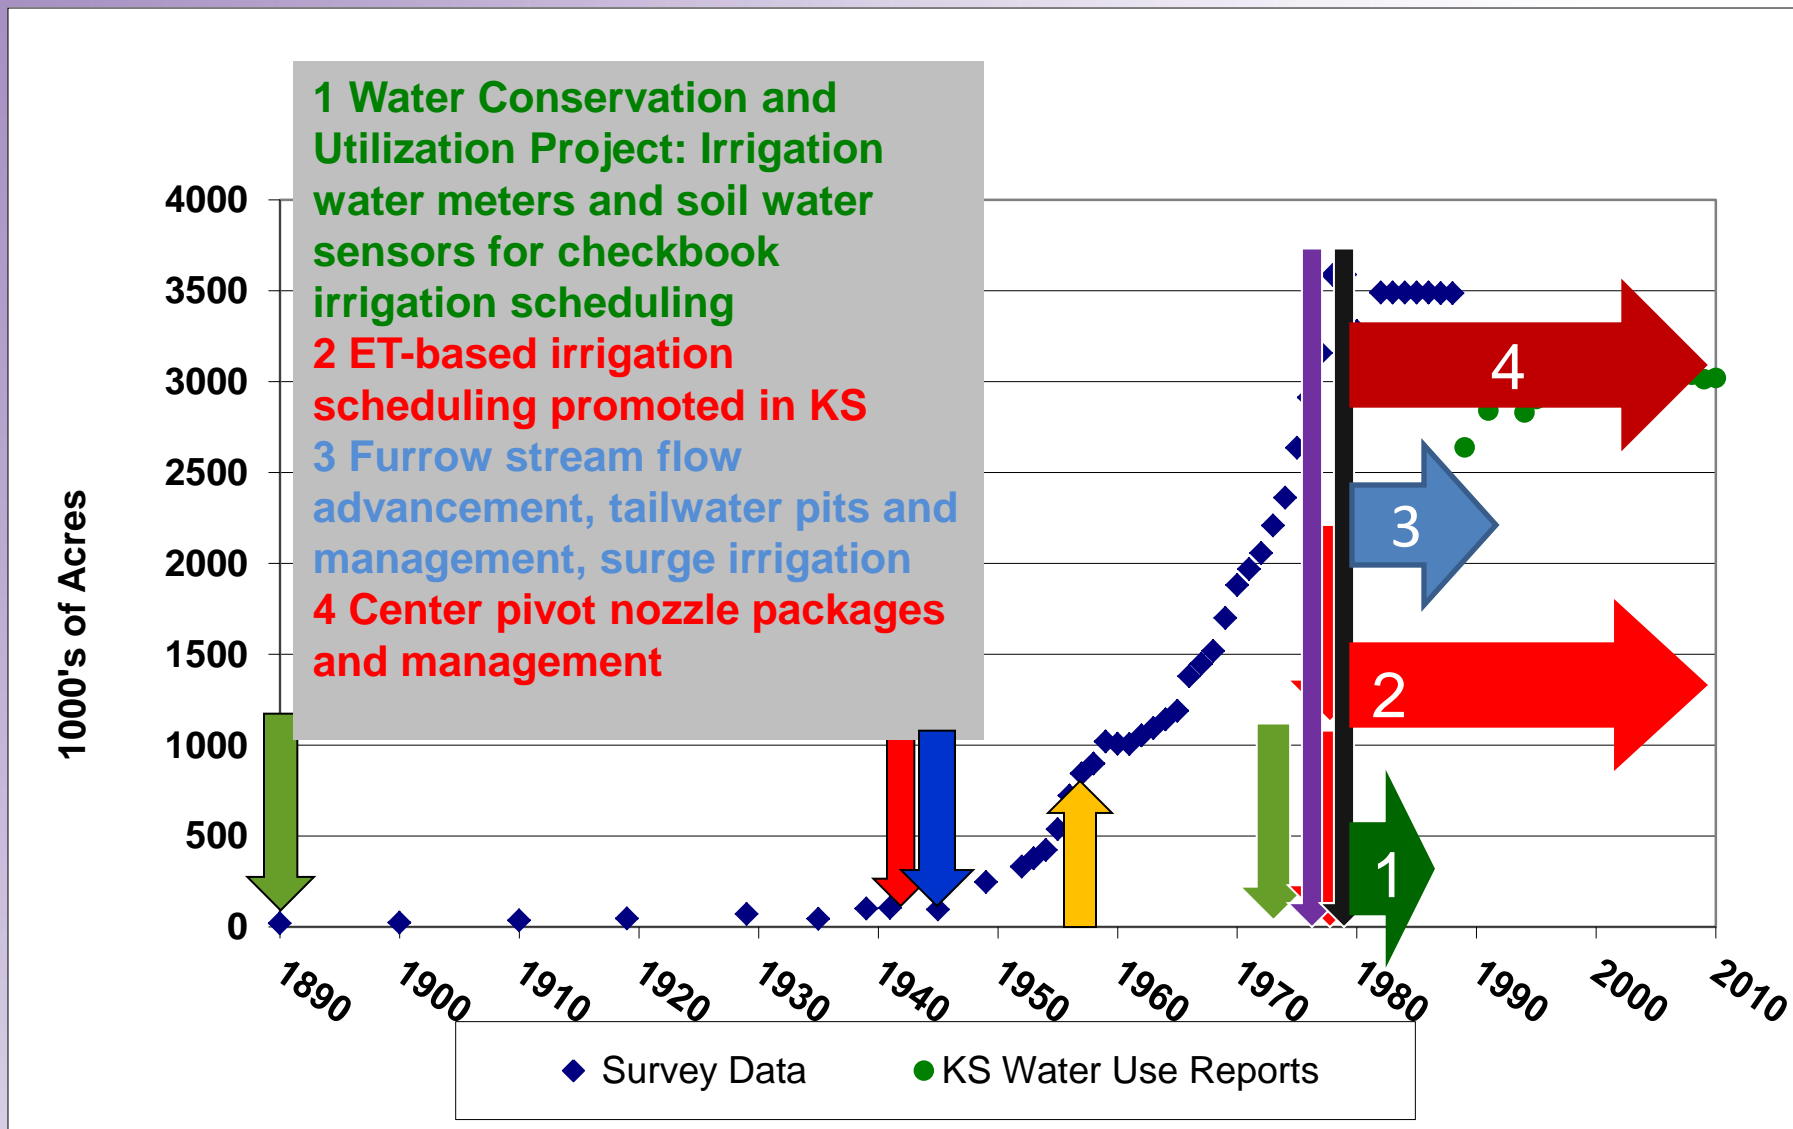 1 Water Conservation and
Utilization Project: Irrigation
water meters and soil water
sensors for checkbook
irrigation scheduling
2 ET-based irrigation
scheduling promoted in KS
3 Furrow stream flow
advancement, tailwater pits and
management, surge irrigation
4 Center pivot nozzle packages
and management
4000
3500
3000
2500
2000
1500
1000
500
0
1000's of Acres
4
3
2
1
1890 1900 1910 1920 1930 1940 1950 1960 1970 1980 1990 2000 2010
Survey Data KS Water Use Reports